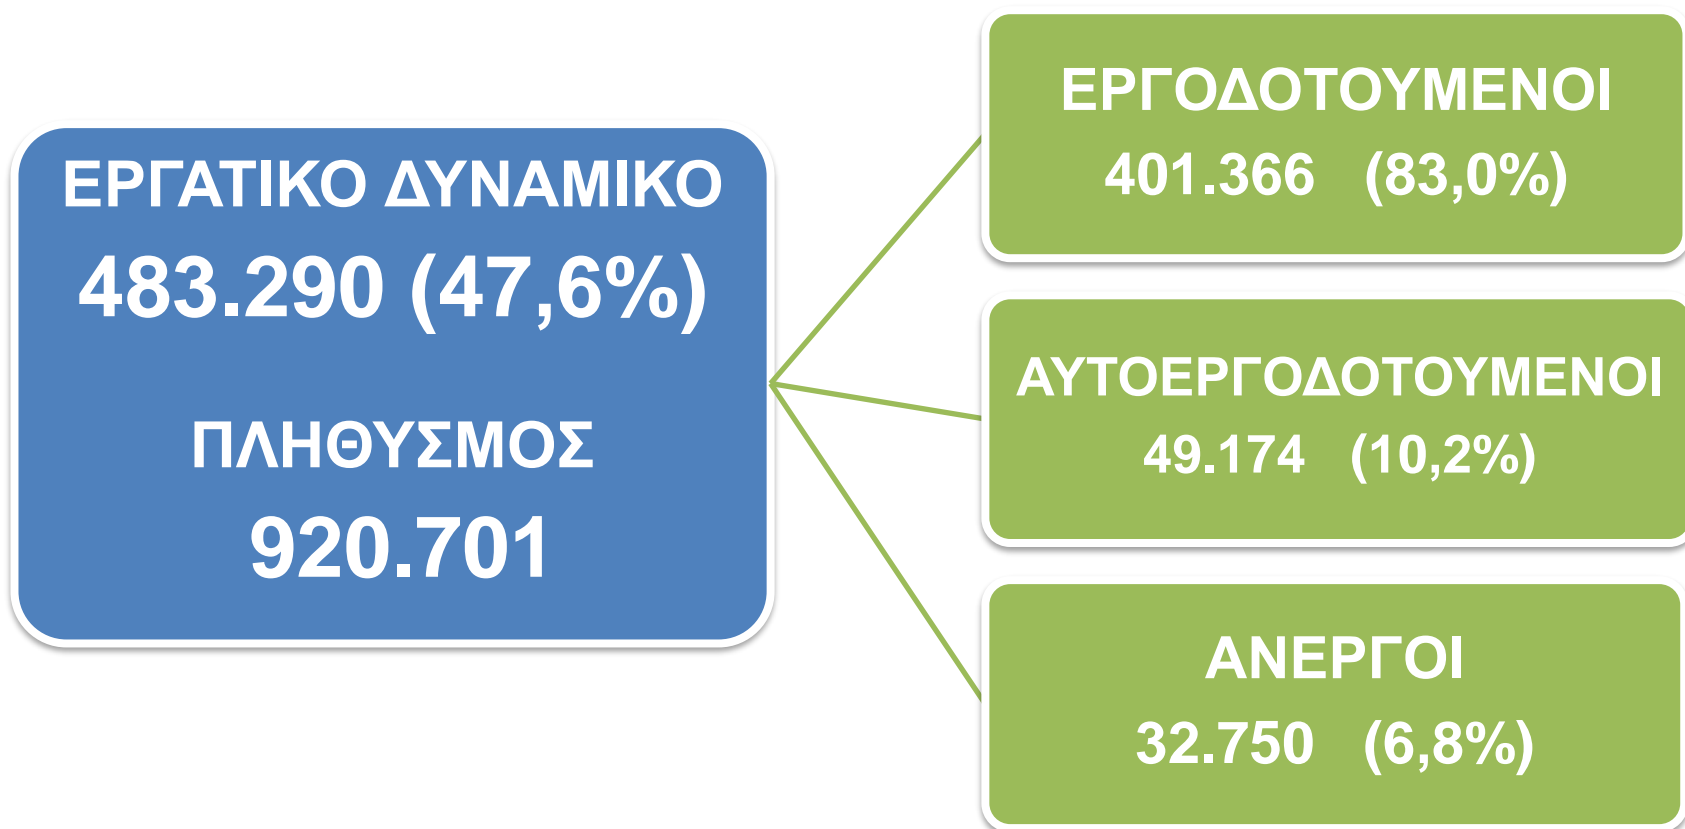 ΕΡΓΑΤΙΚΟ ΔΥΝΑΜΙΚΟ
483.290 (47,6%)
ΠΛΗΘΥΣΜΟΣ
920.701
ΕΡΓΟΔΟΤΟΥΜΕΝΟΙ
401.366 (83,0%)
ΑΥΤΟΕΡΓΟΔΟΤΟΥΜΕΝΟΙ
49.174 (10,2%)
ΑΝΕΡΓΟΙ
32.750 (6,8%)